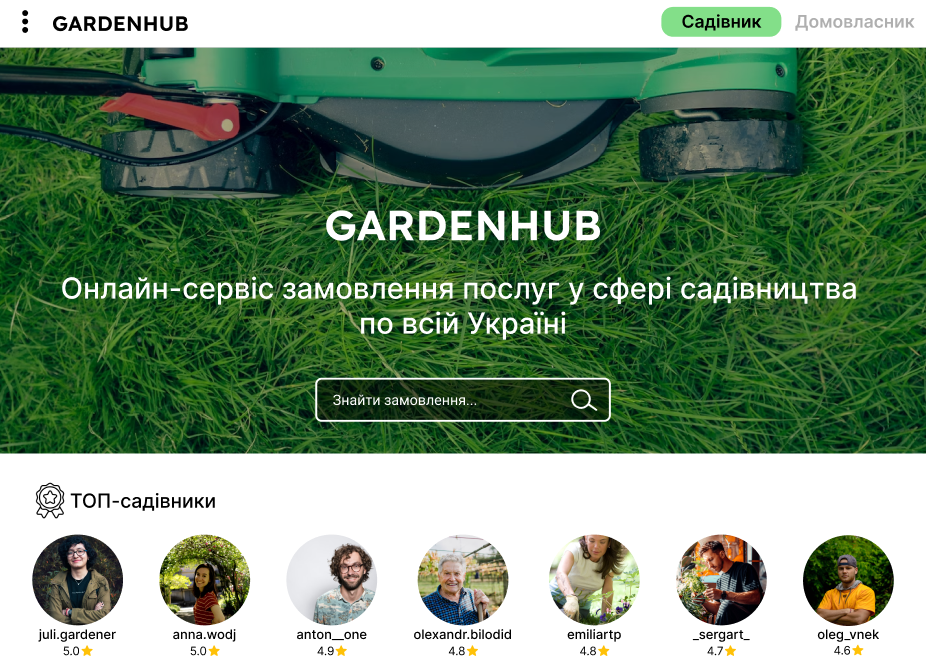 GARDENHUB
Садівник
Домовласник
GARDENHUB
Онлайн-сервіс замовлення послуг у сфері садівництва
по всій Україні
Знайти замовлення...
ТОП-садівники
juli.gardener
anna.wodj
anton__one
olexandr.bilodid
emiliartp
_sergart_
oleg_vnek
5.0
5.0
4.9
4.8
4.8
4.7
4.6